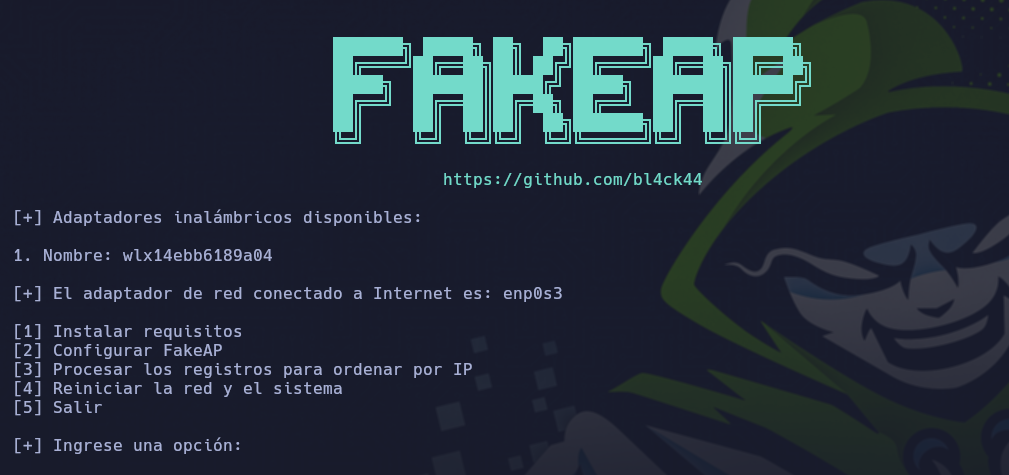 FAKEAP
https://github.com/bl4ck44
[+] Adaptadores inalámbricos disponibles:
1. Nombre: wlx14ebb6189a04
[+] El adaptador de red conectado a Internet es: enp0s3
[1] Instalar requisitos
[2] Configurar FakeAP
[3] Procesar los registros para ordenar por IP
[4] Reiniciar la red y el sistema
[5] Salir
[+] Ingrese una opción: